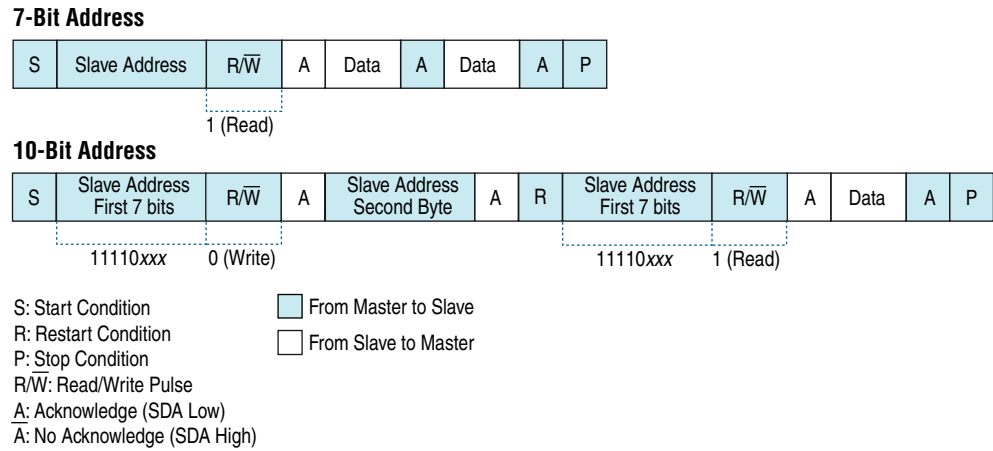 7-Bit Address
S Slave Address R/W̅ A Data A Data A P
1 (Read)
10-Bit Address
S Slave Address First 7 bits R/W̅ A Slave Address Second Byte A R Slave Address First 7 bits R/W̅ A Data A P
11110xxx 0 (Write) 11110xxx 1 (Read)
S: Start Condition
R: Restart Condition
P: Stop Condition
R/W̅: Read/Write Pulse
A: Acknowledge (SDA Low)
A̅: No Acknowledge (SDA High)
From Master to Slave
From Slave to Master